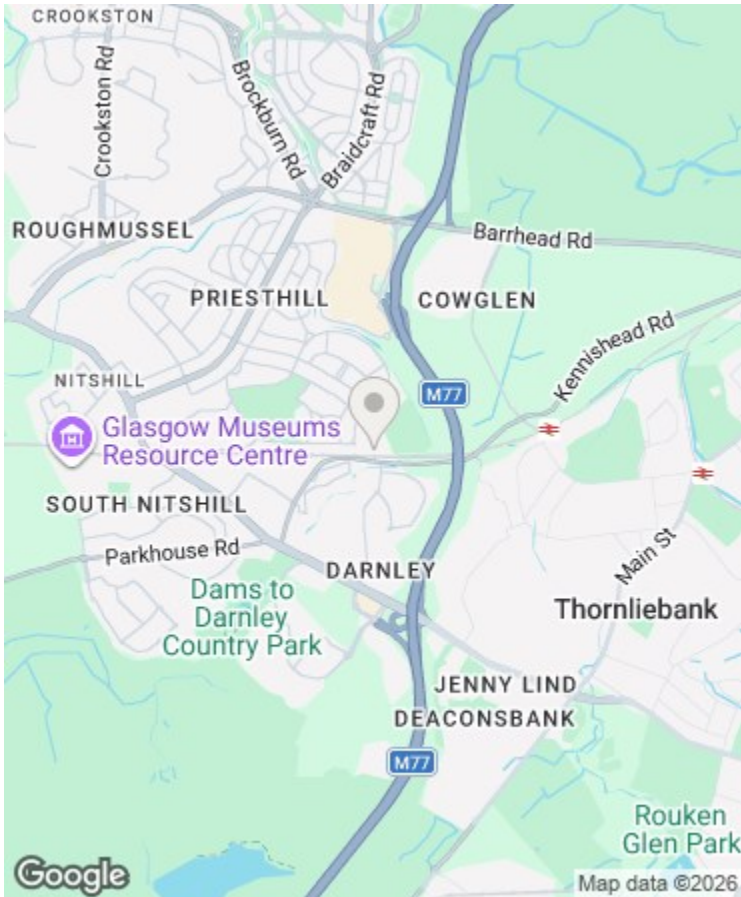 CROOKSTON
Crookston Rd
Brockburn Rd
Braidcraft Rd
ROUGHMUSSEL
Barrhead Rd
PRIESTHILL
COWGLEN
Kennishead Rd
NITSHILL
M77
Glasgow Museums
Resource Centre
SOUTH NITSHILL
Parkhouse Rd
DARNLEY
Main St
Dams to
Darnley
Country Park
Thornliebank
JENNY LIND
DEACONSBANK
M77
Rouken
Glen Park
Google
Map data ©2026